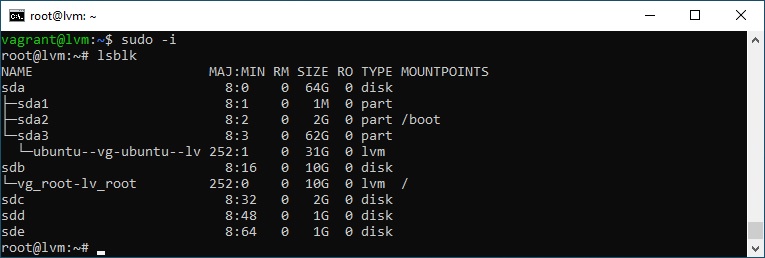 root@lvm: ~
vagrant@lvm:~$ sudo -i
root@lvm:~# lsblk
NAME                      MAJ:MIN RM SIZE RO TYPE MOUNTPOINTS
sda                         8:0    0  64G  0 disk
├─sda1                      8:1    0   1M  0 part
├─sda2                      8:2    0   2G  0 part /boot
└─sda3                      8:3    0  62G  0 part
  └─ubuntu--vg-ubuntu--lv 252:1    0  31G  0 lvm
sdb                         8:16   0  10G  0 disk
└─vg_root-lv_root         252:0    0  10G  0 lvm  /
sdc                         8:32   0   2G  0 disk
sdd                         8:48   0   1G  0 disk
sde                         8:64   0   1G  0 disk
root@lvm:~#